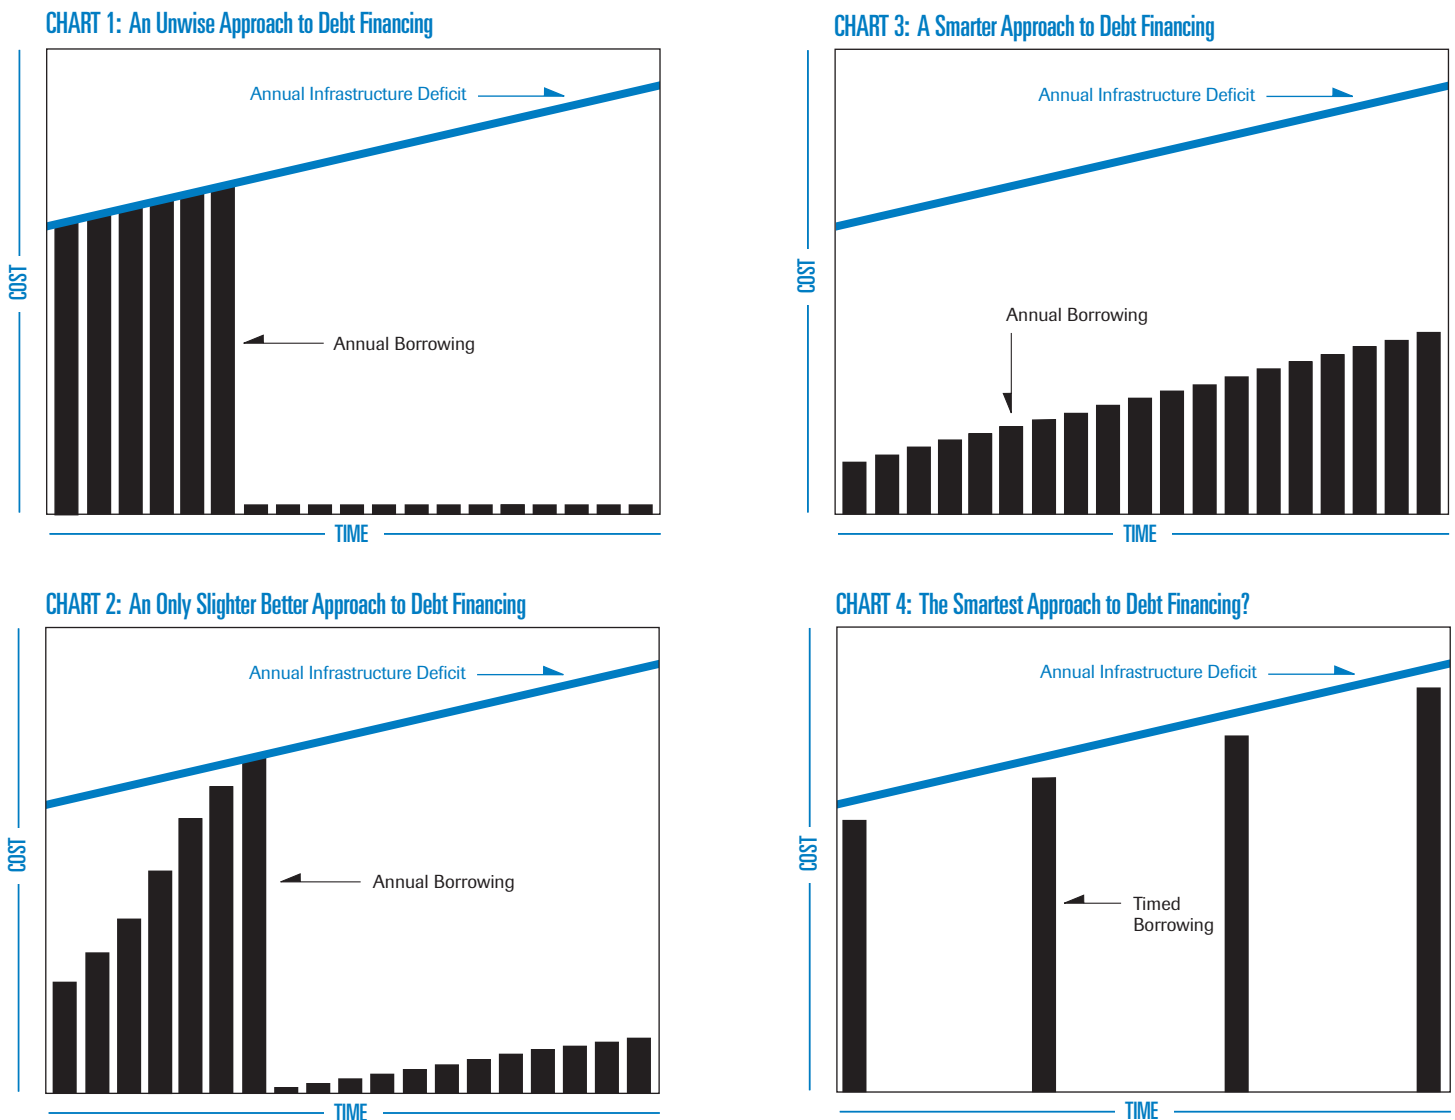 CHART 1: An Unwise Approach to Debt Financing
Annual Infrastructure Deficit
Annual Borrowing
COST
TIME
CHART 2: An Only Slighter Better Approach to Debt Financing
Annual Infrastructure Deficit
Annual Borrowing
COST
TIME
CHART 3: A Smarter Approach to Debt Financing
Annual Infrastructure Deficit
Annual Borrowing
COST
TIME
CHART 4: The Smartest Approach to Debt Financing?
Annual Infrastructure Deficit
Timed
Borrowing
COST
TIME